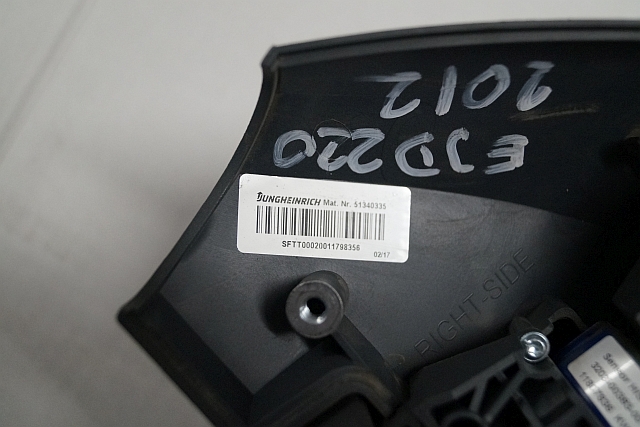 2012
EJD220
JUNGHEINRICH Mat. Nr. 51340335
SFTT00020011798356
02/17
RIGHT-SIDE